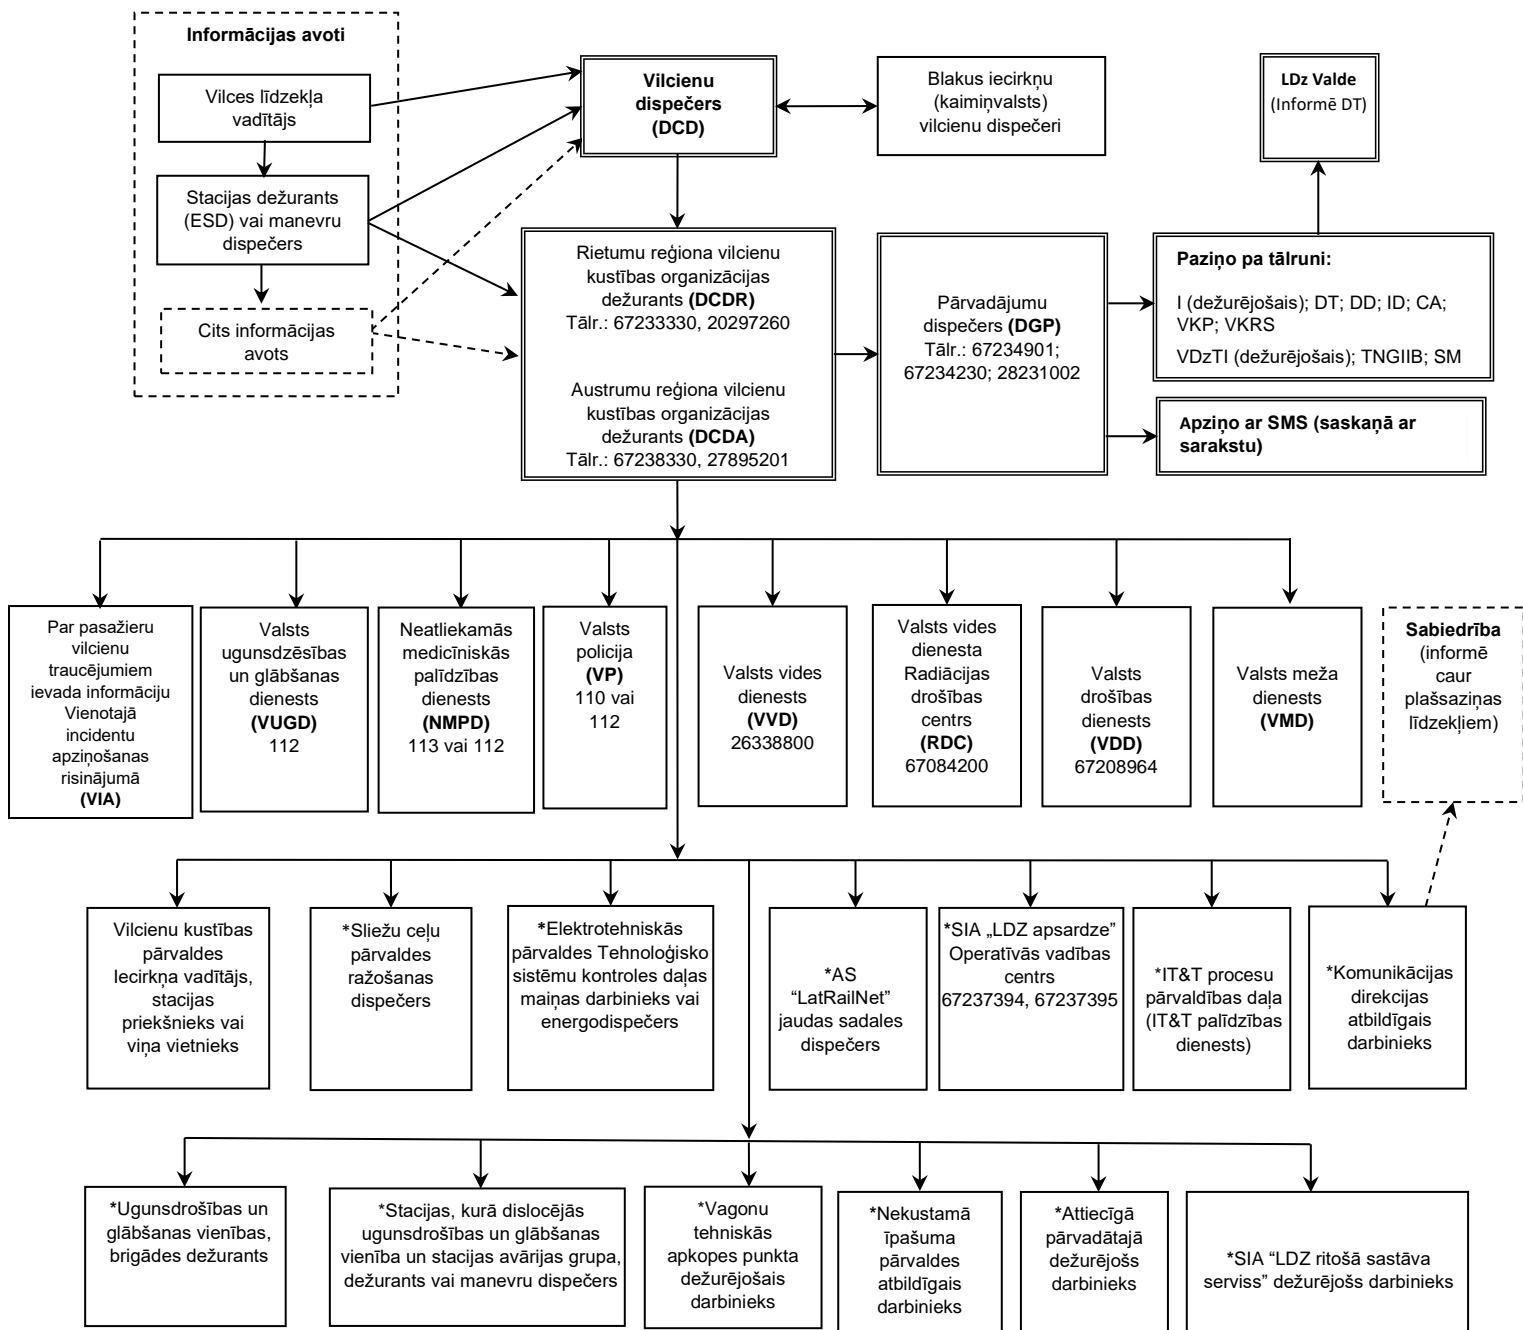 Informācijas avoti
Vilces līdzekļa
vadītājs
Stacijas dežurants
(ESD) vai manevru
dispečers
Cits informācijas
avots
Vilcienu
dispečers
(DCD)
Blakus iecirkņu
(kaimiņvalsts)
vilcienu dispečeri
LDz Valde
(Informē DT)
Rietumu reģiona vilcienu
kustības organizācijas
dežurants (DCDR)
Tālr.: 67233330, 20297260
Austrumu reģiona vilcienu
kustības organizācijas
dežurants (DCDA)
Tālr.: 67238330, 27895201
Pārvadājumu
dispečers (DGP)
Tālr.: 67234901;
67234230; 28231002
Paziņo pa tālruni:
I (dežurējošais); DT; DD; ID; CA;
VKP; VKRS
VDzTI (dežurējošais); TNGIIB; SM
Apziņo ar SMS (saskaņā ar
sarakstu)
Par pasažieru
vilcienu
traucējumiem
ievada informāciju
Vienotajā
incidentu
apziņošanas
risinājumā
(VIA)
Valsts
ugunsdzēsības
un glābšanas
dienests
(VUGD)
112
Neatliekamās
medicīniskās
palīdzības
dienests
(NMPD)
113 vai 112
Valsts
policija
(VP)
110 vai
112
Valsts vides
dienests
(VVD)
26338800
Valsts vides
dienesta
Radiācijas
drošības
centrs
(RDC)
67084200
Valsts
drošības
dienests
(VDD)
67208964
Valsts meža
dienests
(VMD)
Sabiedrība
(informē
caur
plašsaziņas
līdzekļiem)
Vilcienu kustības
pārvaldes
Iecirkņa vadītājs,
stacijas
priekšnieks vai
viņa vietnieks
*Sliežu ceļu
pārvaldes
ražošanas
dispečers
*Elektrotehniskās
pārvaldes Tehnoloģisko
sistēmu kontroles daļas
maiņas darbinieks vai
energodispečers
*AS
“LatRailNet”
jaudas sadales
dispečers
*SIA „LDZ apsardze”
Operatīvās vadības
centrs
67237394, 67237395
*IT&T procesu
pārvaldības daļa
(IT&T palīdzības
dienests)
*Komunikācijas
direkcijas
atbildīgais
darbinieks
*Ugunsdrošības un
glābšanas vienības,
brigādes dežurants
*Stacijas, kurā dislocējās
ugunsdrošības un glābšanas
vienība un stacijas avārijas grupa,
dežurants vai manevru dispečers
*Vagonu
tehniskās
apkopes punkta
dežurējošais
darbinieks
*Nekustamā
īpašuma
pārvaldes
atbildīgais
darbinieks
*Attiecīgā
pārvadātajā
dežurējošs
darbinieks
*SIA “LDZ ritošā sastāva
serviss” dežurējošs darbinieks